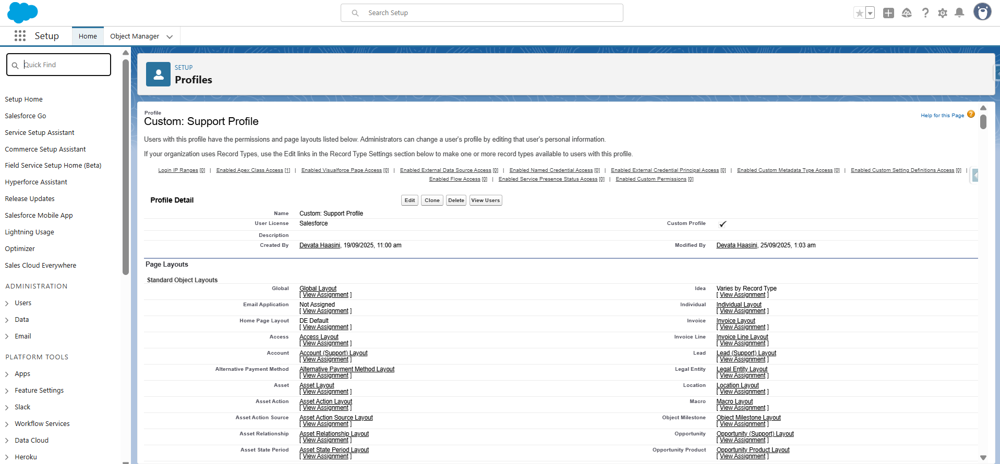 Search Setup
Setup
Home
Object Manager
Quick Find
Setup Home
Salesforce Go
Service Setup Assistant
Commerce Setup Assistant
Field Service Setup Home (Beta)
Hyperforce Assistant
Release Updates
Salesforce Mobile App
Lightning Usage
Optimizer
Sales Cloud Everywhere
ADMINISTRATION
Users
Data
Email
PLATFORM TOOLS
Apps
Feature Settings
Slack
Workflow Services
Data Cloud
Heroku
SETUP
Profiles
Profile
Custom: Support Profile
Help for this Page
Users with this profile have the permissions and page layouts listed below. Administrators can change a user's profile by editing that user's personal information.
If your organization uses Record Types, use the Edit links in the Record Type Settings section below to make one or more record types available to users with this profile.
Login IP Ranges [0] | Enabled Apex Class Access [1] | Enabled Visualforce Page Access [0] | Enabled External Data Source Access [0] | Enabled Named Credential Access [0] | Enabled External Credential Principal Access [0] | Enabled Custom Metadata Type Access [0] | Enabled Custom Setting Definitions Access [0] |
Enabled Flow Access [0] | Enabled Service Presence Status Access [0] | Enabled Custom Permissions [0]
Profile Detail Edit Clone Delete View Users
Name Custom: Support Profile
User License Salesforce Custom Profile ✓
Description
Created By Devata Haasini, 19/09/2025, 11:00 am Modified By Devata Haasini, 25/09/2025, 1:03 am
Page Layouts
Standard Object Layouts
Global Global Layout Idea Varies by Record Type
[ View Assignment ] [ View Assignment ]
Email Application Not Assigned Individual Individual Layout
[ View Assignment ] [ View Assignment ]
Home Page Layout DE Default Invoice Invoice Layout
[ View Assignment ] [ View Assignment ]
Access Access Layout Invoice Line Invoice Line Layout
[ View Assignment ] [ View Assignment ]
Account Account (Support) Layout Lead Lead (Support) Layout
[ View Assignment ] [ View Assignment ]
Alternative Payment Method Alternative Payment Method Layout Legal Entity Legal Entity Layout
[ View Assignment ] [ View Assignment ]
Asset Asset Layout Location Location Layout
[ View Assignment ] [ View Assignment ]
Asset Action Asset Action Layout Macro Macro Layout
[ View Assignment ] [ View Assignment ]
Asset Action Source Asset Action Source Layout Object Milestone Object Milestone Layout
[ View Assignment ] [ View Assignment ]
Asset Relationship Asset Relationship Layout Opportunity Opportunity (Support) Layout
[ View Assignment ] [ View Assignment ]
Asset State Period Asset State Period Layout Opportunity Product Opportunity Product Layout
[ View Assignment ] [ View Assignment ]